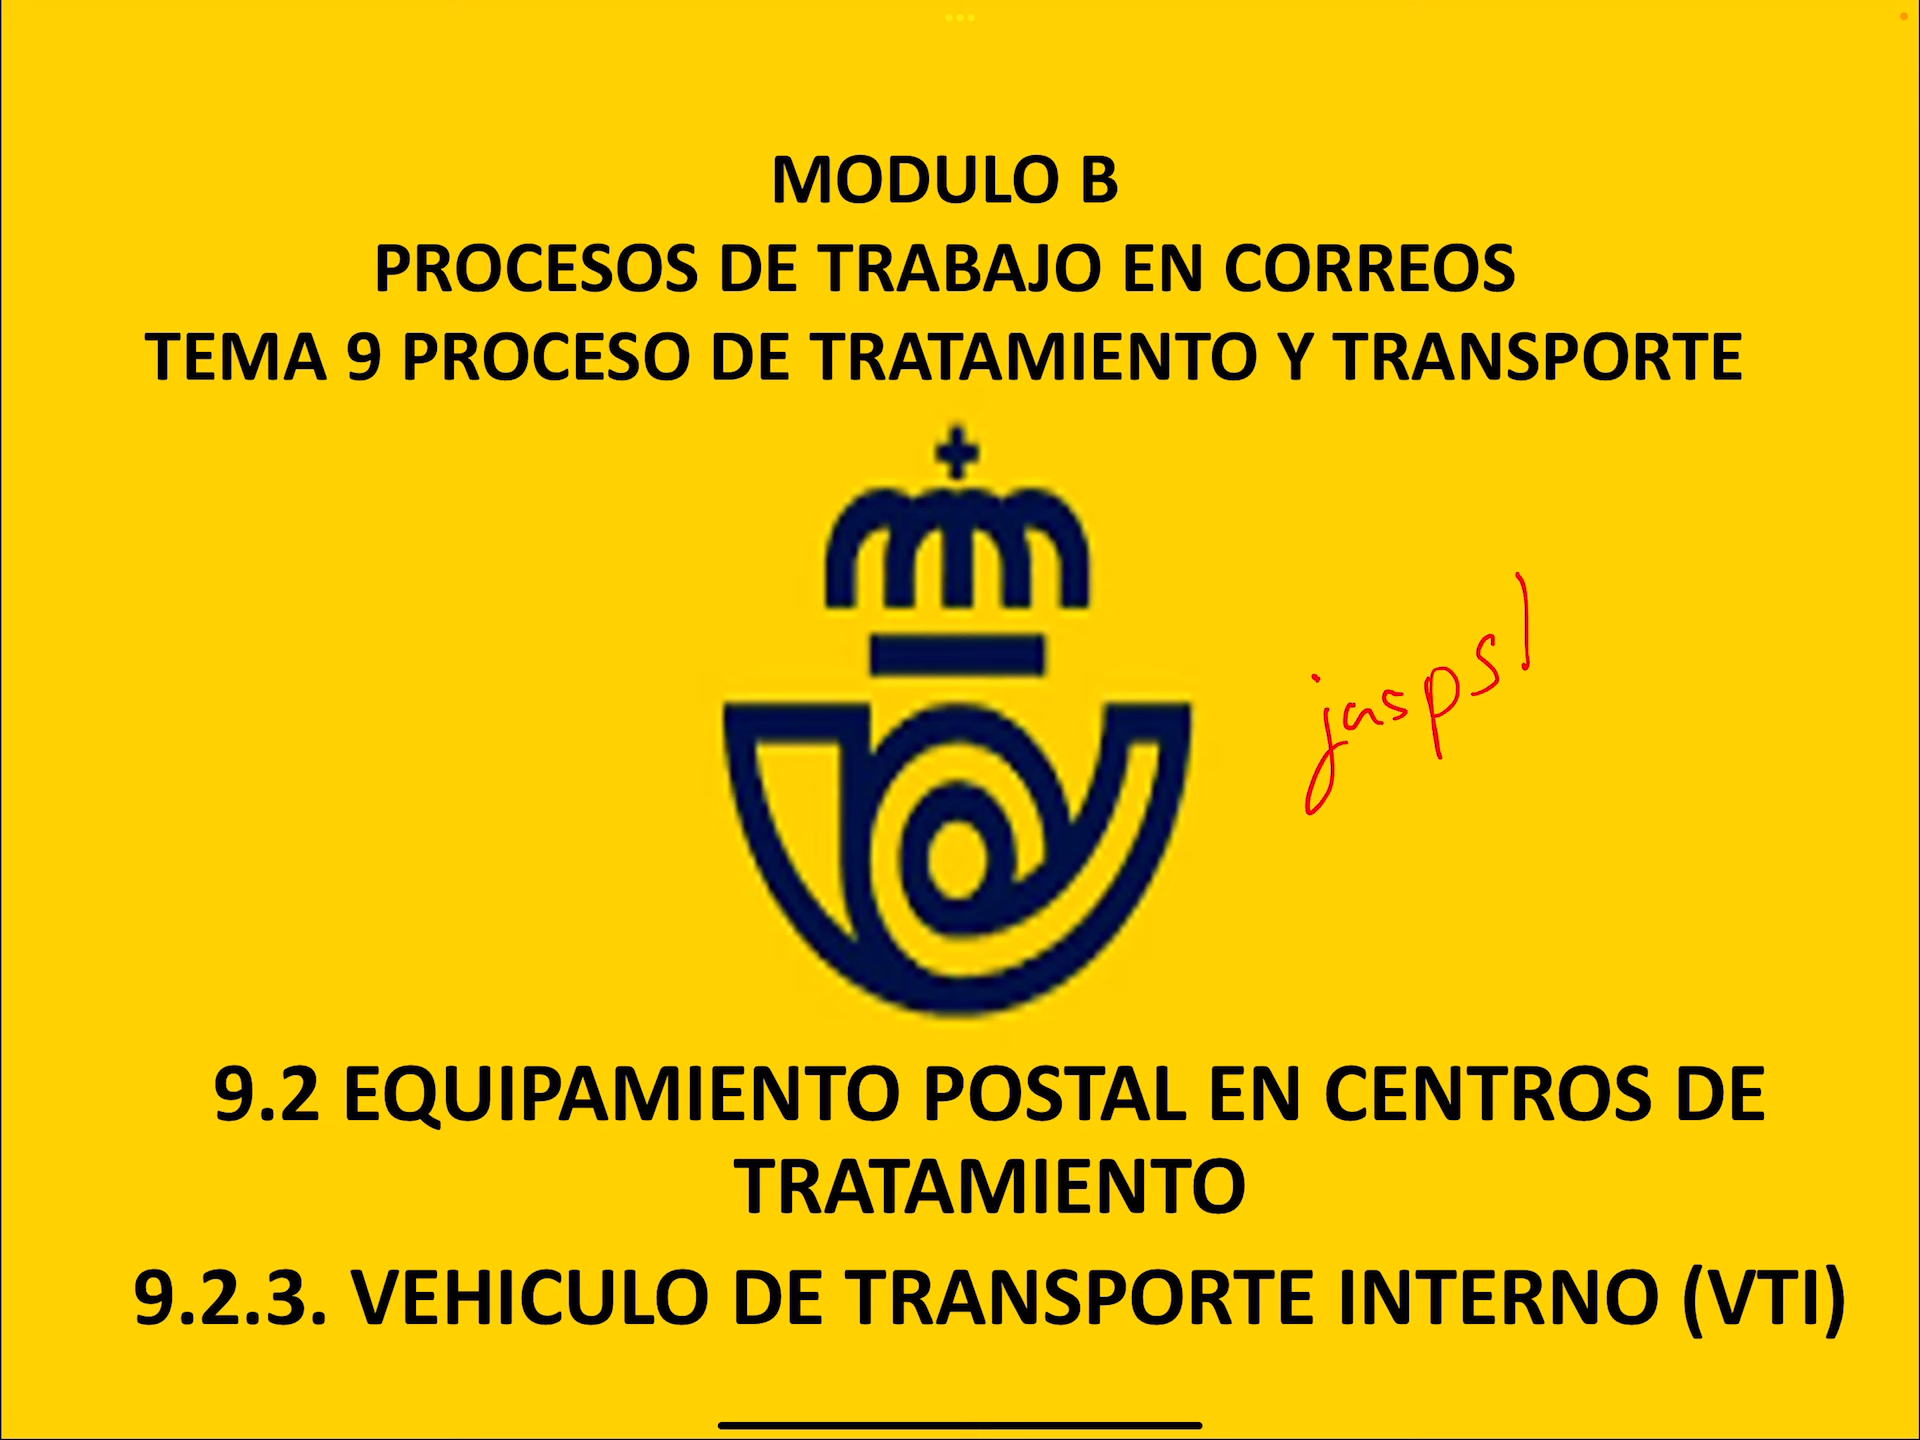 MODULO B
PROCESOS DE TRABAJO EN CORREOS
TEMA 9 PROCESO DE TRATAMIENTO Y TRANSPORTE
jaspsl
9.2 EQUIPAMIENTO POSTAL EN CENTROS DE
TRATAMIENTO
9.2.3. VEHICULO DE TRANSPORTE INTERNO (VTI)